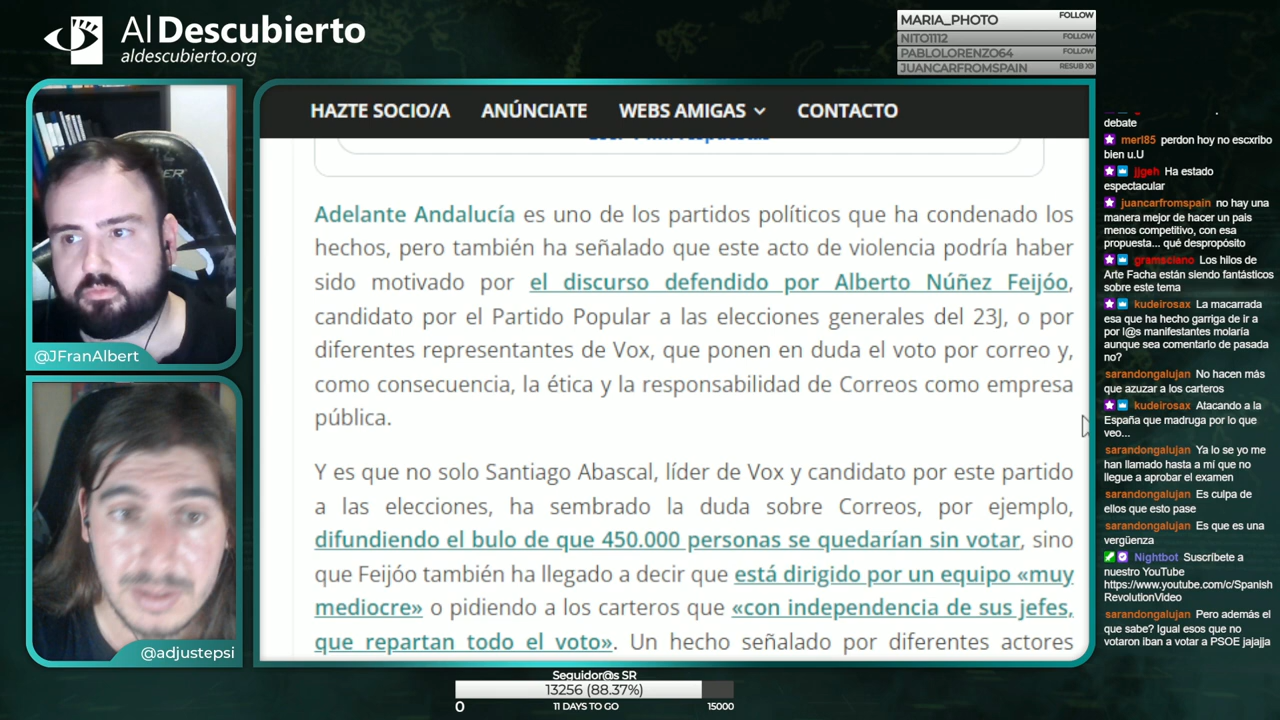 Al Descubierto
aldescubierto.org
MARIA_PHOTO FOLLOW
NITO1112 FOLLOW
PABLOLORENZO64 FOLLOW
JUANCARFROMSPAIN RESUB X9
HAZTE SOCIO/A ANÚNCIATE WEBS AMIGAS CONTACTO
Adelante Andalucía es uno de los partidos políticos que ha condenado los
hechos, pero también ha señalado que este acto de violencia podría haber
sido motivado por el discurso defendido por Alberto Núñez Feijóo,
candidato por el Partido Popular a las elecciones generales del 23J, o por
diferentes representantes de Vox, que ponen en duda el voto por correo y,
como consecuencia, la ética y la responsabilidad de Correos como empresa
pública.
Y es que no solo Santiago Abascal, líder de Vox y candidato por este partido
a las elecciones, ha sembrado la duda sobre Correos, por ejemplo,
difundiendo el bulo de que 450.000 personas se quedarían sin votar, sino
que Feijóo también ha llegado a decir que está dirigido por un equipo «muy
mediocre» o pidiendo a los carteros que «con independencia de sus jefes,
que repartan todo el voto». Un hecho señalado por diferentes actores
@JFranAlbert
@adjustepsi
debate
merl85 perdon hoy no escxribo
bien u.U
jjgeh Ha estado
espectacular
juancarfromspain no hay una
manera mejor de hacer un pais
menos competitivo, con esa
propuesta... qué despropósito
gramsciano Los hilos de
Arte Facha están siendo fantásticos
sobre este tema
kudeirosax La macarrada
esa que ha hecho garriga de ir a
por l@s manifestantes molaría
aunque sea comentarlo de pasada
no?
sarandongalujan No hacen más
que azuzar a los carteros
kudeirosax Atacando a la
España que madruga por lo que
veo...
sarandongalujan Ya lo se yo me
han llamado hasta a mí que no
llegue a aprobar el examen
sarandongalujan Es culpa de
ellos que esto pase
sarandongalujan Es que es una
vergüenza
Nightbot Suscríbete a
nuestro YouTube
https://www.youtube.com/c/Spanish
RevolutionVideo
sarandongalujan Pero además el
que sabe? Igual esos que no
votaron iban a votar a PSOE jajajja
Seguidor@s SR
13256 (88.37%)
0 11 DAYS TO GO 15000